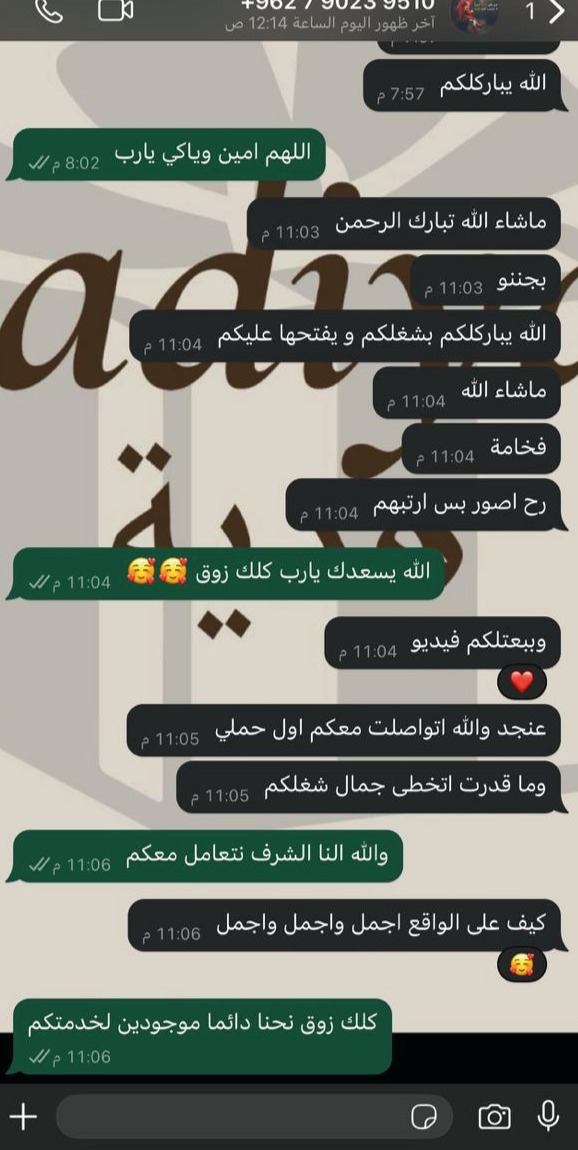 +962 7 9023 9510
1
آخر ظهور اليوم الساعة 12:14 ص
الله يباركلكم 7:57 م
اللهم امين وياكي يارب 8:02 م
ماشاء الله تبارك الرحمن 11:03 م
بجننو 11:03 م
الله يباركلكم بشغلكم و يفتحها عليكم 11:04 م
ماشاء الله 11:04 م
فخامة 11:04 م
رح اصور بس ارتبهم 11:04 م
الله يسعدك يارب كلك زوق 🥰 🥰 11:04 م
وببعتلكم فيديو 11:04 م
❤️
عنجد والله اتواصلت معكم اول حملي 11:05 م
وما قدرت اتخطى جمال شغلكم 11:05 م
والله النا الشرف نتعامل معكم 11:06 م
كيف على الواقع اجمل واجمل واجمل 11:06 م
🥰
كلك زوق نحنا دائما موجودين لخدمتكم
11:06 م